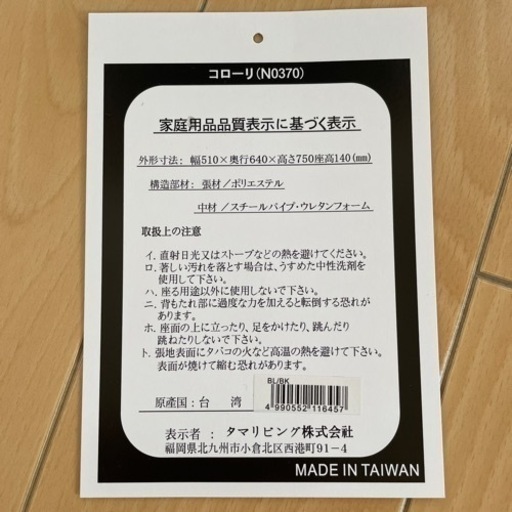 コローリ(N0370)
家庭用品品質表示に基づく表示
外形寸法: 幅510×奥行640×高さ750座高140(㎜)
構造部材: 張材/ポリエステル
中材/スチールパイプ・ウレタンフォーム
取扱上の注意
イ. 直射日光又はストーブなどの熱を避けてください。
ロ. 著しい汚れを落とす場合は、うすめた中性洗剤を
使用して下さい。
ハ. 座る用途以外に使用しないで下さい。
ニ. 背もたれ部に過度な力を加えると転倒する恐れが
あります。
ホ. 座面の上に立ったり、足をかけたり、跳んだり
跳ねたりしないで下さい。
ト. 張地表面にタバコの火など高温の熱を避けて下さい。
表面が焼けて縮む恐れがあります。
BL/BK
原産国: 台 湾
4 990552 116457
表示者 : タマリビング株式会社
福岡県北九州市小倉北区西港町91-4
MADE IN TAIWAN